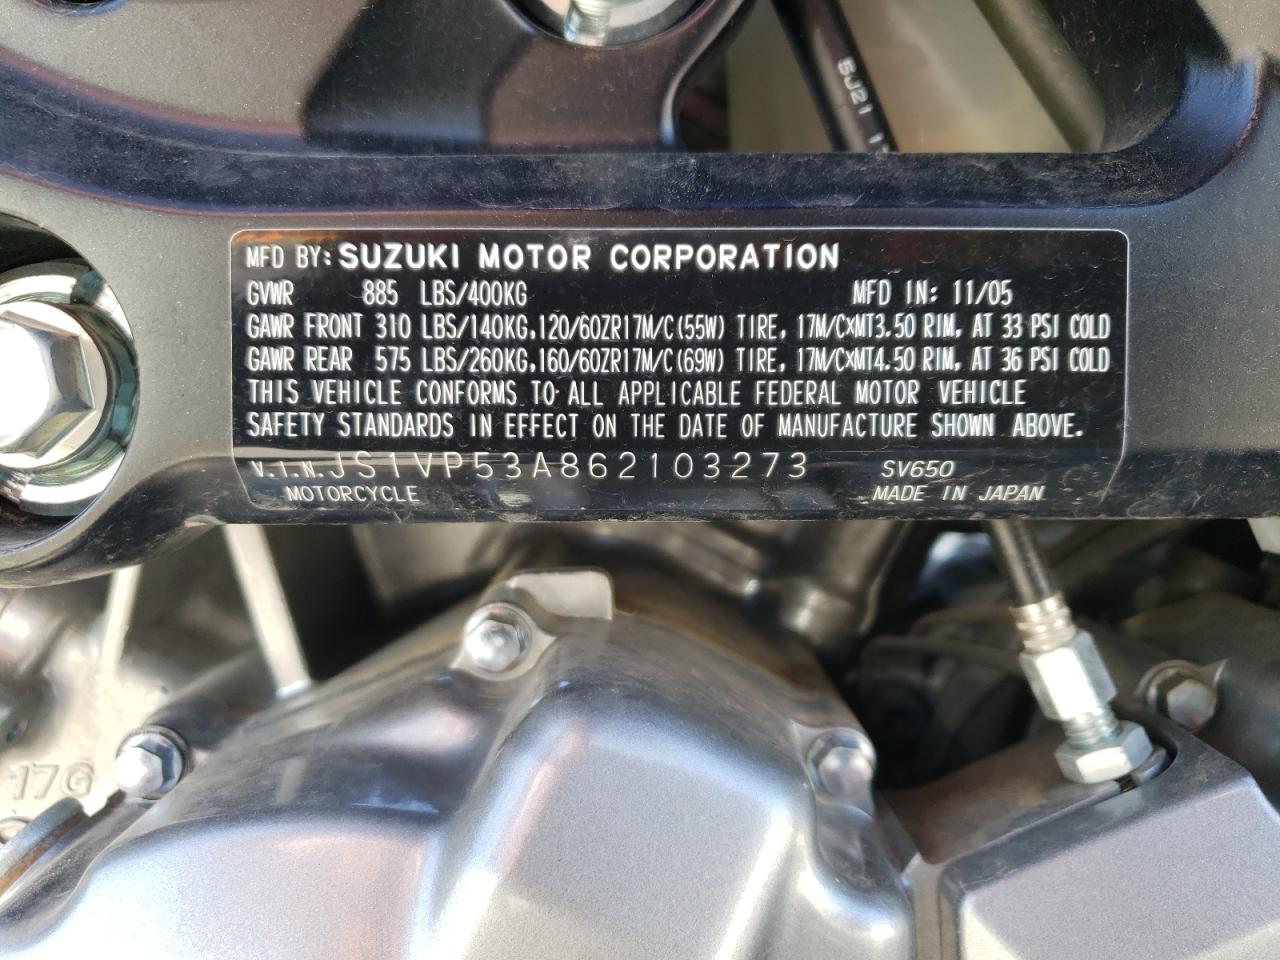 5J21 1
MFD BY: SUZUKI MOTOR CORPORATION
GVWR 885 LBS/400KG MFD IN: 11/05
GAWR FRONT 310 LBS/140KG, 120/60ZR17M/C(55W) TIRE, 17M/C×MT3.50 RIM, AT 33 PSI COLD
GAWR REAR 575 LBS/260KG, 160/60ZR17M/C(69W) TIRE, 17M/C×MT4.50 RIM, AT 36 PSI COLD
THIS VEHICLE CONFORMS TO ALL APPLICABLE FEDERAL MOTOR VEHICLE
SAFETY STANDARDS IN EFFECT ON THE DATE OF MANUFACTURE SHOWN ABOVE.
V.I.N. JS1VP53A862103273 SV650
MOTORCYCLE MADE IN JAPAN
17G